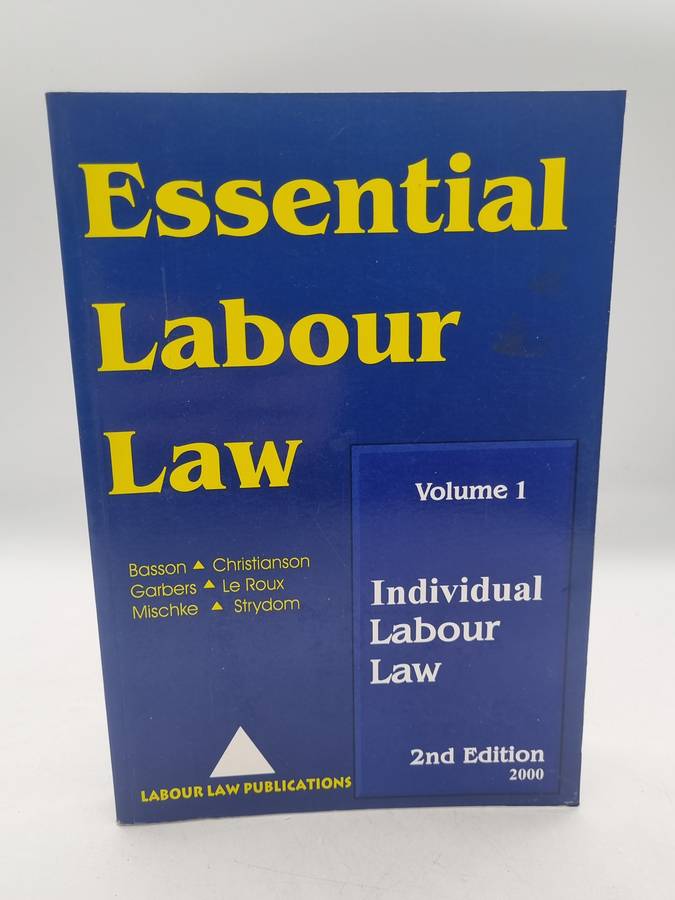 Essential
Labour
Law
Basson ▲ Christianson
Garbers ▲ Le Roux
Mischke ▲ Strydom
Volume 1
Individual
Labour
Law
2nd Edition
2000
LABOUR LAW PUBLICATIONS